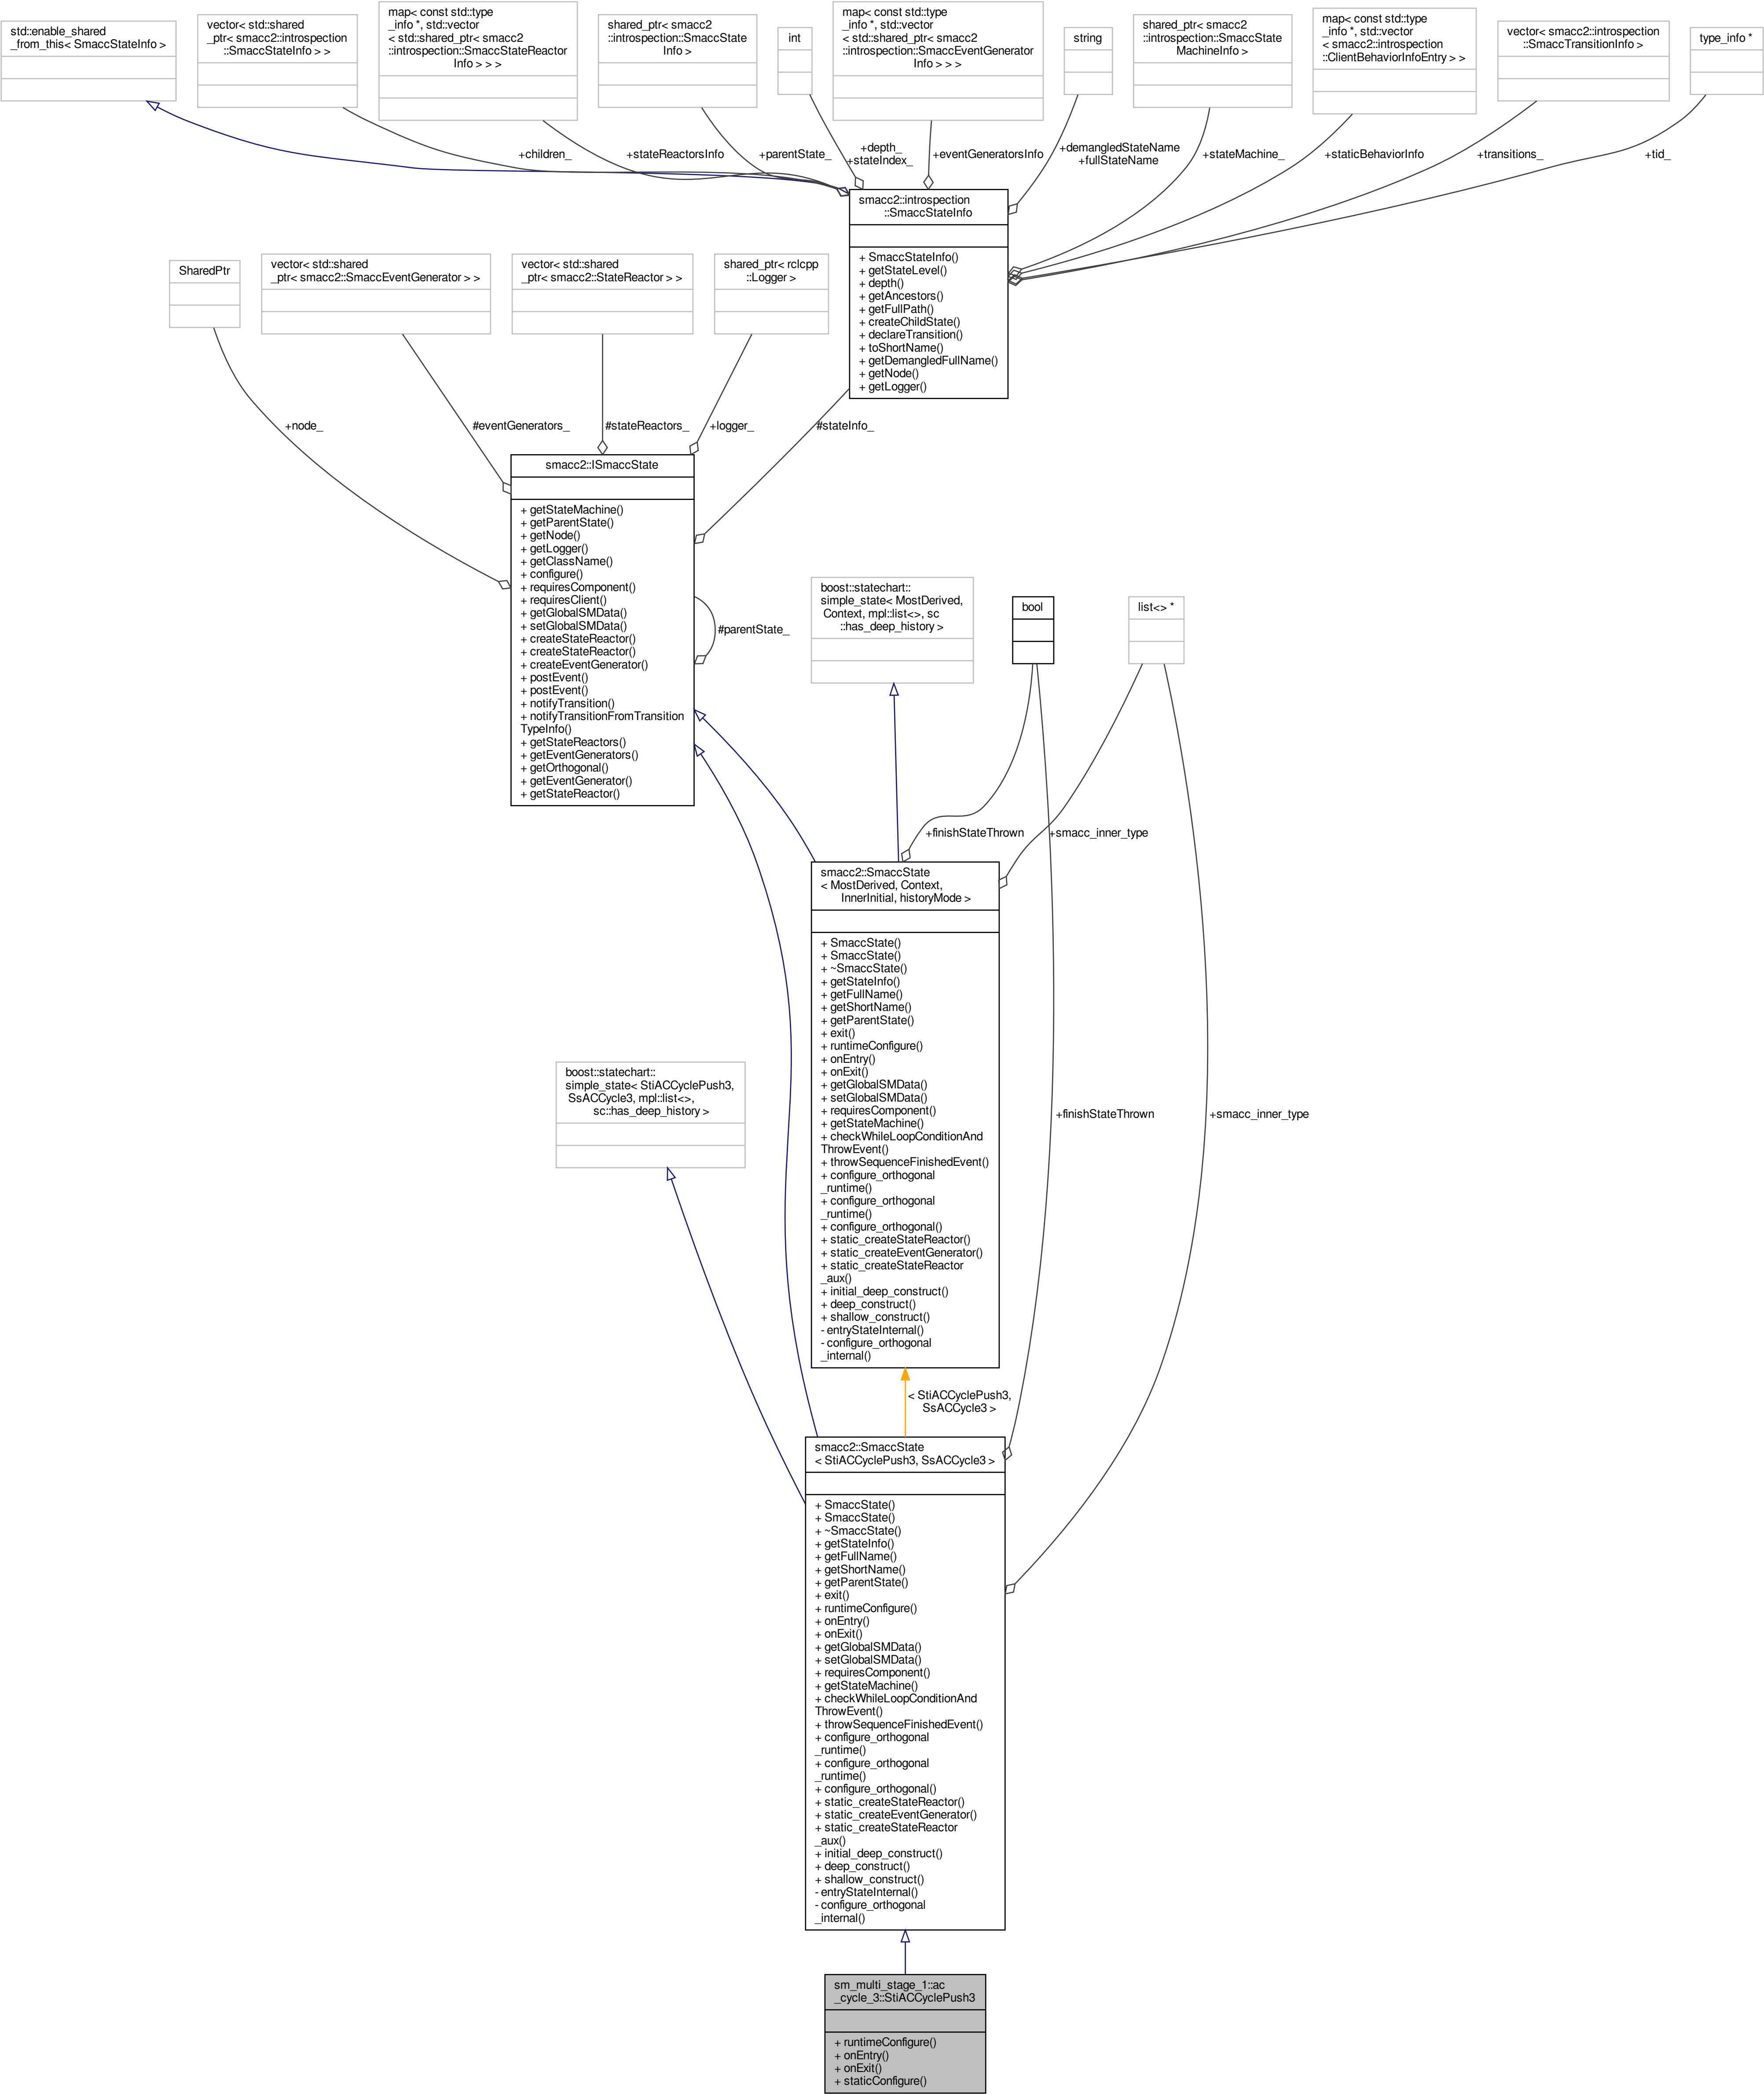 std::enable_shared
_from_this< SmaccStateInfo >
vector< std::shared
_ptr< smacc2::introspection
::SmaccStateInfo > >
map< const std::type
_info *, std::vector
< std::shared_ptr< smacc2
::introspection::SmaccStateReactor
Info > > >
shared_ptr< smacc2
::introspection::SmaccState
Info >
int
map< const std::type
_info *, std::vector
< std::shared_ptr< smacc2
::introspection::SmaccEventGenerator
Info > > >
string
shared_ptr< smacc2
::introspection::SmaccState
MachineInfo >
map< const std::type
_info *, std::vector
< smacc2::introspection
::ClientBehaviorInfoEntry > >
vector< smacc2::introspection
::SmaccTransitionInfo >
type_info *
+children_
+stateReactorsInfo
+parentState_
+depth_
+stateIndex_
+eventGeneratorsInfo
+demangledStateName
+fullStateName
+stateMachine_
+staticBehaviorInfo
+transitions_
+tid_
smacc2::introspection
::SmaccStateInfo
+ SmaccStateInfo()
+ getStateLevel()
+ depth()
+ getAncestors()
+ getFullPath()
+ createChildState()
+ declareTransition()
+ toShortName()
+ getDemangledFullName()
+ getNode()
+ getLogger()
SharedPtr
vector< std::shared
_ptr< smacc2::SmaccEventGenerator > >
vector< std::shared
_ptr< smacc2::StateReactor > >
shared_ptr< rclcpp
::Logger >
+node_
#eventGenerators_
#stateReactors_
+logger_
#stateInfo_
smacc2::ISmaccState
+ getStateMachine()
+ getParentState()
+ getNode()
+ getLogger()
+ getClassName()
+ configure()
+ requiresComponent()
+ requiresClient()
+ getGlobalSMData()
+ setGlobalSMData()
+ createStateReactor()
+ createStateReactor()
+ createEventGenerator()
+ postEvent()
+ postEvent()
+ notifyTransition()
+ notifyTransitionFromTransition
TypeInfo()
+ getStateReactors()
+ getEventGenerators()
+ getOrthogonal()
+ getEventGenerator()
+ getStateReactor()
#parentState_
boost::statechart::
simple_state< MostDerived,
Context, mpl::list<>, sc
::has_deep_history >
bool
list<> *
+finishStateThrown
+smacc_inner_type
smacc2::SmaccState
< MostDerived, Context,
InnerInitial, historyMode >
+ SmaccState()
+ SmaccState()
+ ~SmaccState()
+ getStateInfo()
+ getFullName()
+ getShortName()
+ getParentState()
+ exit()
+ runtimeConfigure()
+ onEntry()
+ onExit()
+ getGlobalSMData()
+ setGlobalSMData()
+ requiresComponent()
+ getStateMachine()
+ checkWhileLoopConditionAnd
ThrowEvent()
+ throwSequenceFinishedEvent()
+ configure_orthogonal
_runtime()
+ configure_orthogonal
_runtime()
+ configure_orthogonal()
+ static_createStateReactor()
+ static_createEventGenerator()
+ static_createStateReactor
_aux()
+ initial_deep_construct()
+ deep_construct()
+ shallow_construct()
- entryStateInternal()
- configure_orthogonal
_internal()
boost::statechart::
simple_state< StiACCyclePush3,
SsACCycle3, mpl::list<>,
sc::has_deep_history >
+finishStateThrown
+smacc_inner_type
< StiACCyclePush3,
SsACCycle3 >
smacc2::SmaccState
< StiACCyclePush3, SsACCycle3 >
+ SmaccState()
+ SmaccState()
+ ~SmaccState()
+ getStateInfo()
+ getFullName()
+ getShortName()
+ getParentState()
+ exit()
+ runtimeConfigure()
+ onEntry()
+ onExit()
+ getGlobalSMData()
+ setGlobalSMData()
+ requiresComponent()
+ getStateMachine()
+ checkWhileLoopConditionAnd
ThrowEvent()
+ throwSequenceFinishedEvent()
+ configure_orthogonal
_runtime()
+ configure_orthogonal
_runtime()
+ configure_orthogonal()
+ static_createStateReactor()
+ static_createEventGenerator()
+ static_createStateReactor
_aux()
+ initial_deep_construct()
+ deep_construct()
+ shallow_construct()
- entryStateInternal()
- configure_orthogonal
_internal()
sm_multi_stage_1::ac
_cycle_3::StiACCyclePush3
+ runtimeConfigure()
+ onEntry()
+ onExit()
+ staticConfigure()